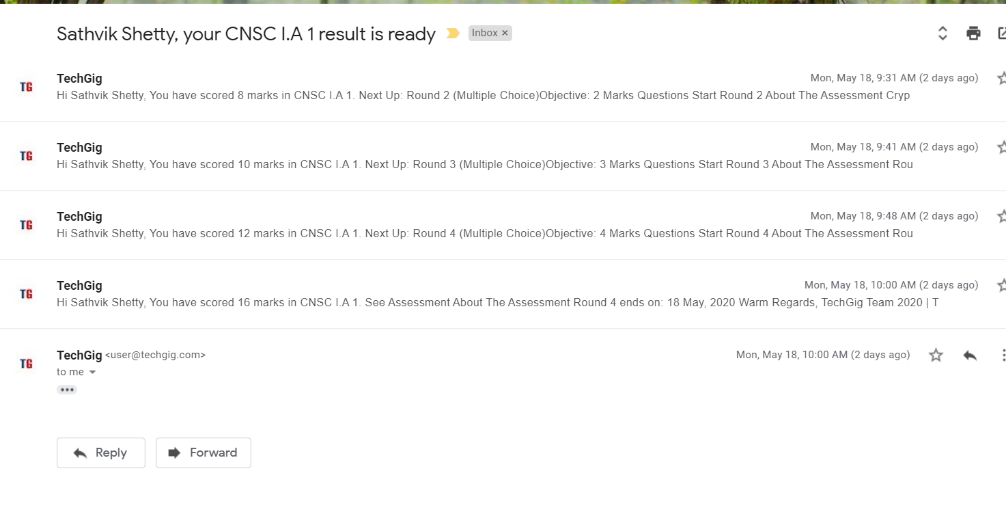 Sathvik Shetty, your CNSC I.A 1 result is ready Inbox ×
TG TechGig Mon, May 18, 9:31 AM (2 days ago)
Hi Sathvik Shetty, You have scored 8 marks in CNSC I.A 1. Next Up: Round 2 (Multiple Choice)Objective: 2 Marks Questions Start Round 2 About The Assessment Cryp
TG TechGig Mon, May 18, 9:41 AM (2 days ago)
Hi Sathvik Shetty, You have scored 10 marks in CNSC I.A 1. Next Up: Round 3 (Multiple Choice)Objective: 3 Marks Questions Start Round 3 About The Assessment Rou
TG TechGig Mon, May 18, 9:48 AM (2 days ago)
Hi Sathvik Shetty, You have scored 12 marks in CNSC I.A 1. Next Up: Round 4 (Multiple Choice)Objective: 4 Marks Questions Start Round 4 About The Assessment Rou
TG TechGig Mon, May 18, 10:00 AM (2 days ago)
Hi Sathvik Shetty, You have scored 16 marks in CNSC I.A 1. See Assessment About The Assessment Round 4 ends on: 18 May, 2020 Warm Regards, TechGig Team 2020 | T
TG TechGig <user@techgig.com> Mon, May 18, 10:00 AM (2 days ago)
to me
Reply Forward